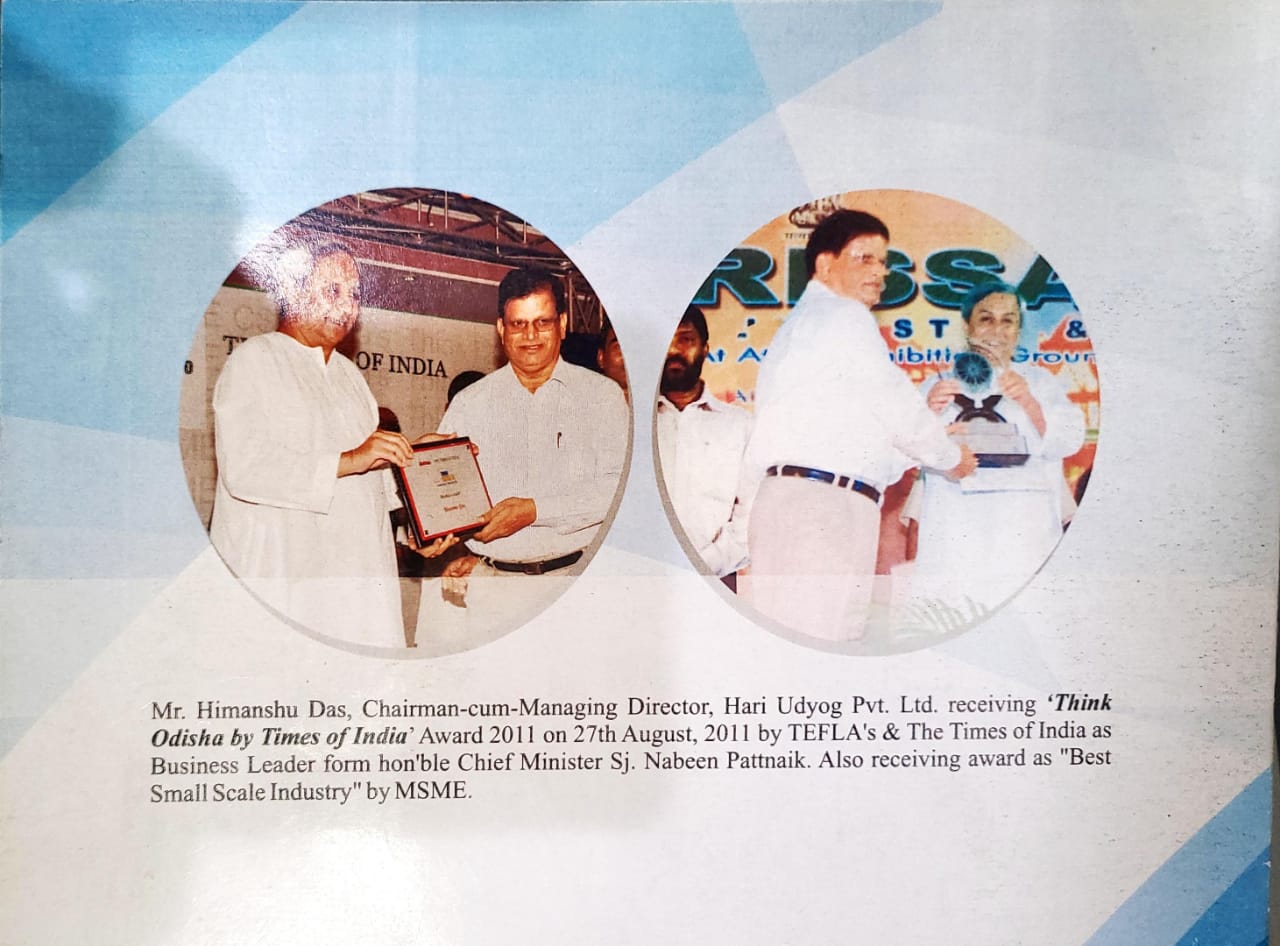 OF INDIA
RISSA
ST &
Mr. Himanshu Das, Chairman-cum-Managing Director, Hari Udyog Pvt. Ltd. receiving ‘Think
Odisha by Times of India’ Award 2011 on 27th August, 2011 by TEFLA's & The Times of India as
Business Leader form hon'ble Chief Minister Sj. Nabeen Pattnaik. Also receiving award as "Best
Small Scale Industry" by MSME.